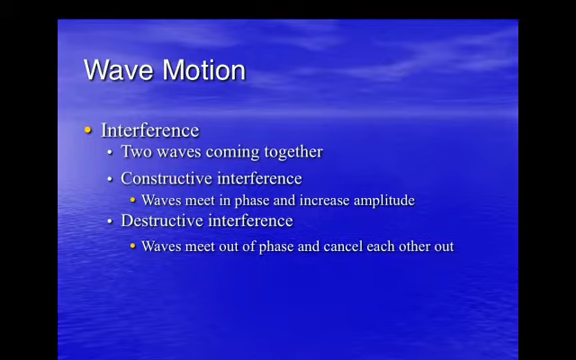 Wave Motion
Interference
Two waves coming together
Constructive interference
Waves meet in phase and increase amplitude
Destructive interference
Waves meet out of phase and cancel each other out